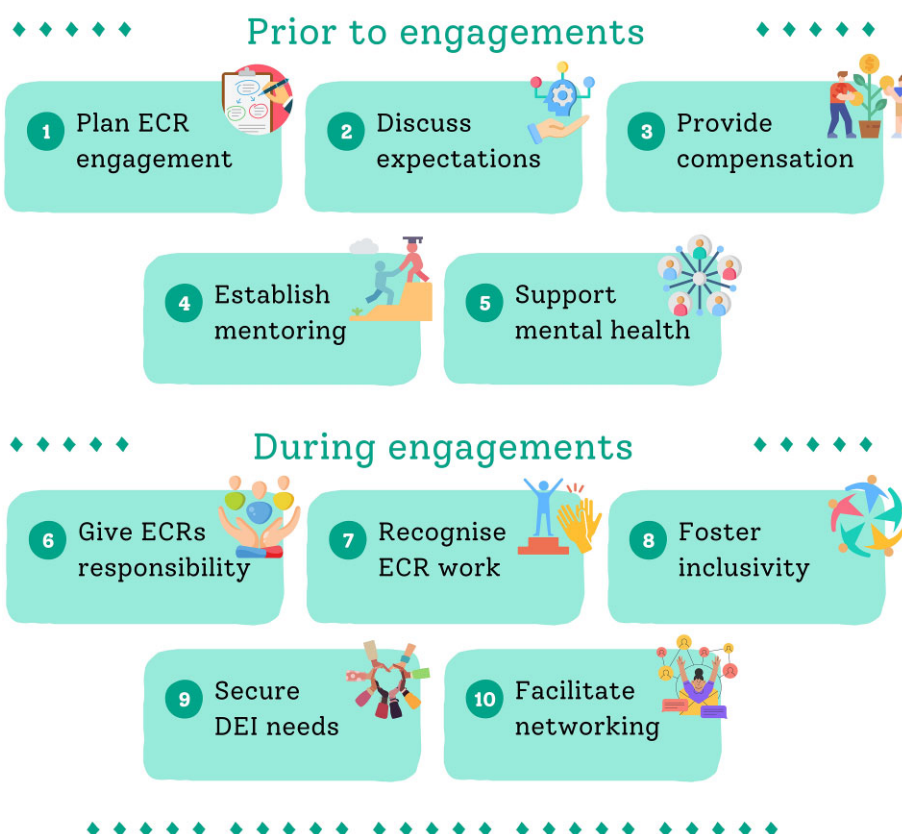 Prior to engagements
1 Plan ECR
engagement
2 Discuss
expectations
3 Provide
compensation
4 Establish
mentoring
5 Support
mental health
During engagements
6 Give ECRs
responsibility
7 Recognise
ECR work
8 Foster
inclusivity
9 Secure
DEI needs
10 Facilitate
networking